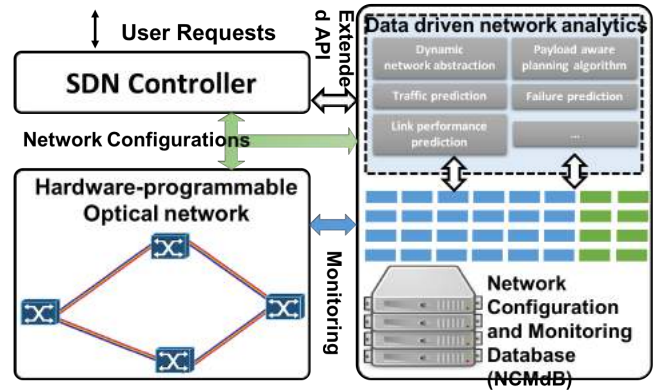 User Requests
SDN Controller
Network Configurations
Hardware-programmable
Optical network
Extende
d API
Monitoring
Data driven network analytics
Dynamic
network abstraction
Payload aware
planning algorithm
Traffic prediction
Failure prediction
Link performance
prediction
...
Network
Configuration
and Monitoring
Database
(NCMdB)